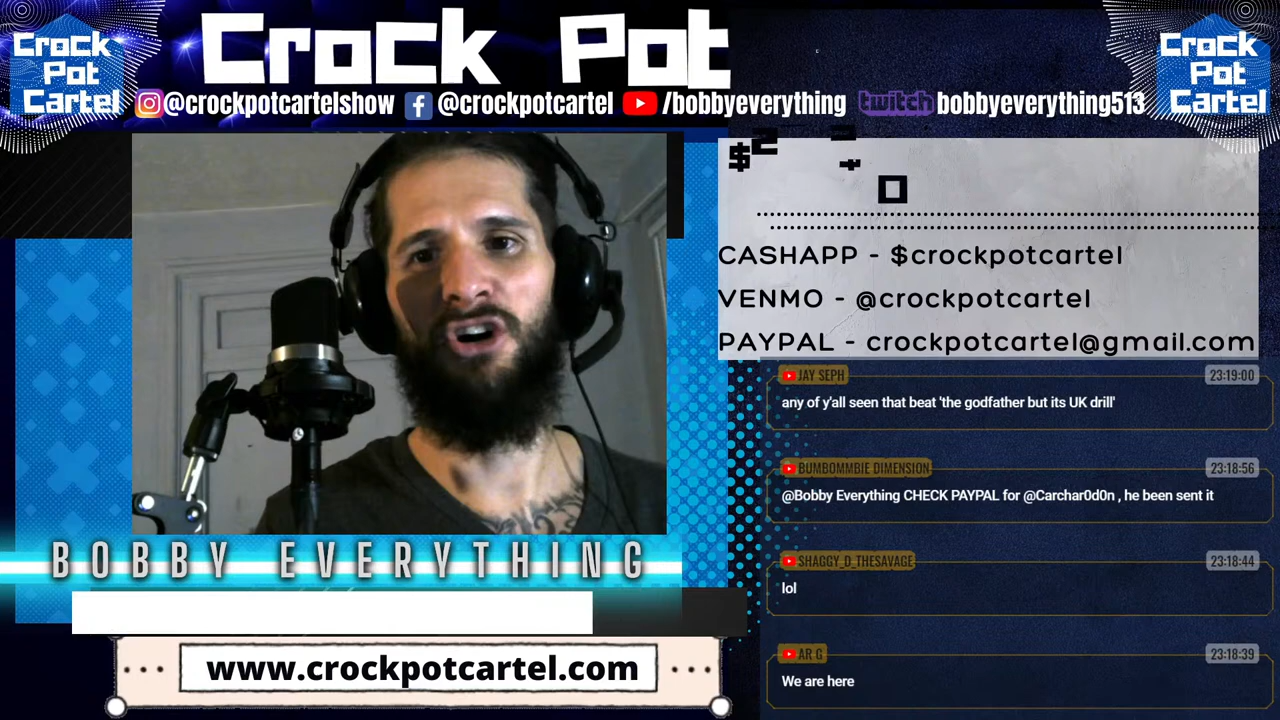 Crock Pot
Crock
Pot
Cartel
@crockpotcartelshow @crockpotcartel /bobbyeverything twitch bobbyeverything513
Crock
Pot
Cartel
CASHAPP - $crockpotcartel
VENMO - @crockpotcartel
PAYPAL - crockpotcartel@gmail.com
JAY SEPH 23:19:00
any of y'all seen that beat 'the godfather but its UK drill'
BUMBOMMBIE DIMENSION 23:18:56
@Bobby Everything CHECK PAYPAL for @Carchar0d0n , he been sent it
SHAGGY_D_THESAVAGE 23:18:44
lol
AR G 23:18:39
We are here
BOBBY EVERYTHING
www.crockpotcartel.com